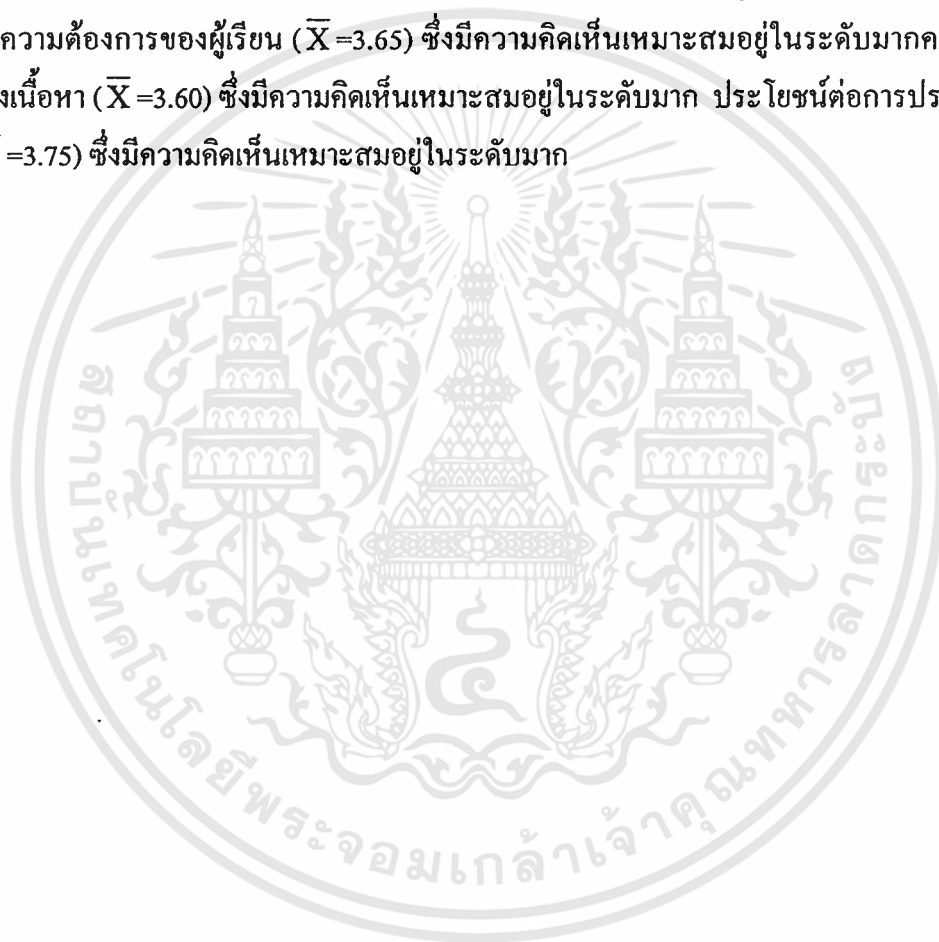 ความต้องการของผู้เรียน (X̄ =3.65) ซึ่งมีความคิดเห็นเหมาะสมอยู่ในระดับมาก
เนื้อหา (X̄ =3.60) ซึ่งมีความคิดเห็นเหมาะสมอยู่ในระดับมาก ประโยชน์ต่อการ
=3.75) ซึ่งมีความคิดเห็นเหมาะสมอยู่ในระดับมาก
สถาบันเทคโนโลยีพระจอมเกล้าเจ้าคุณทหารลาดกระบัง
๔